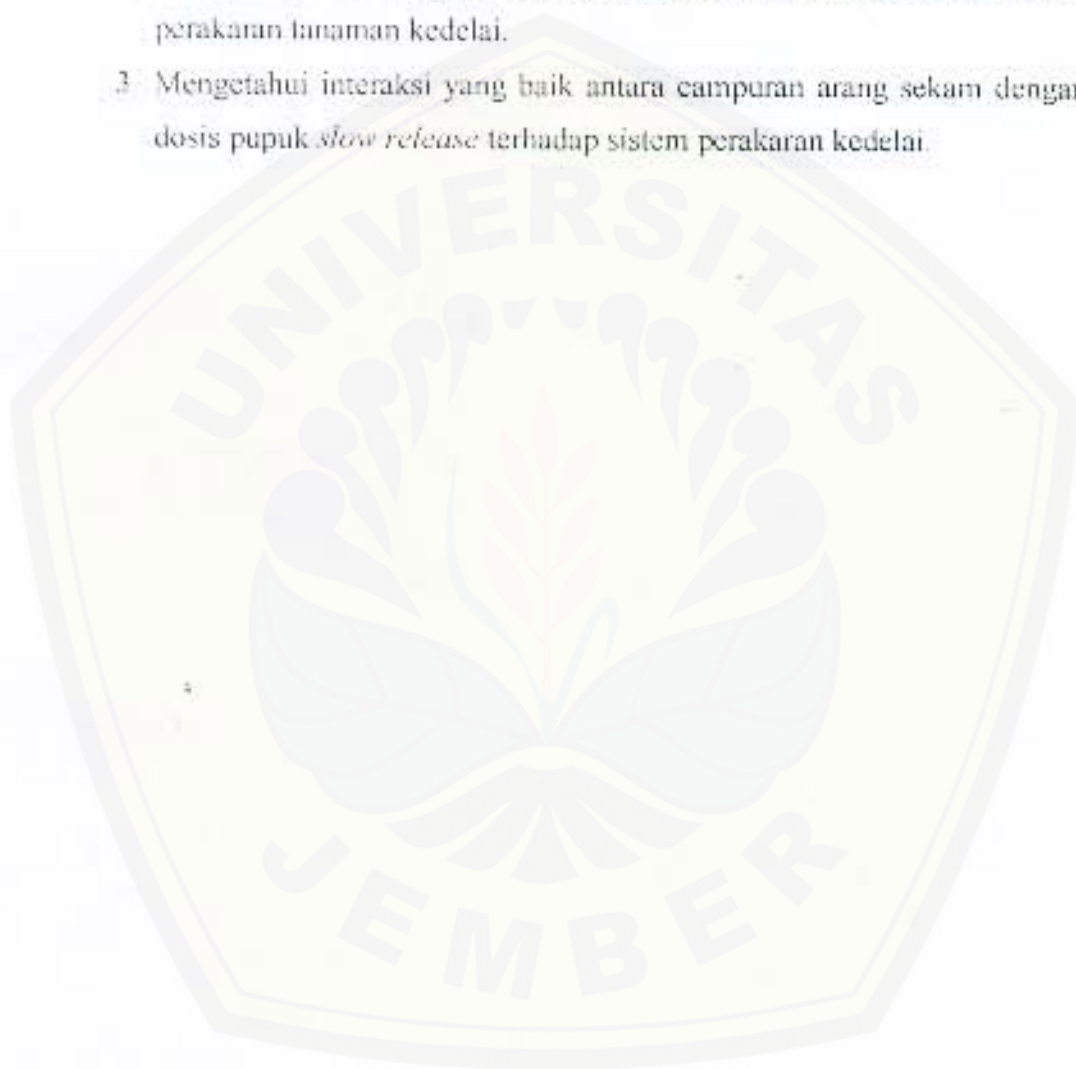 perakaran tanaman kedelai.
3 Mengetahui interaksi yang baik antara campuran arang sekam dengan
dosis pupuk slow release terhadap sistem perakaran kedelai.
UNIVERSITAS
JEMBER